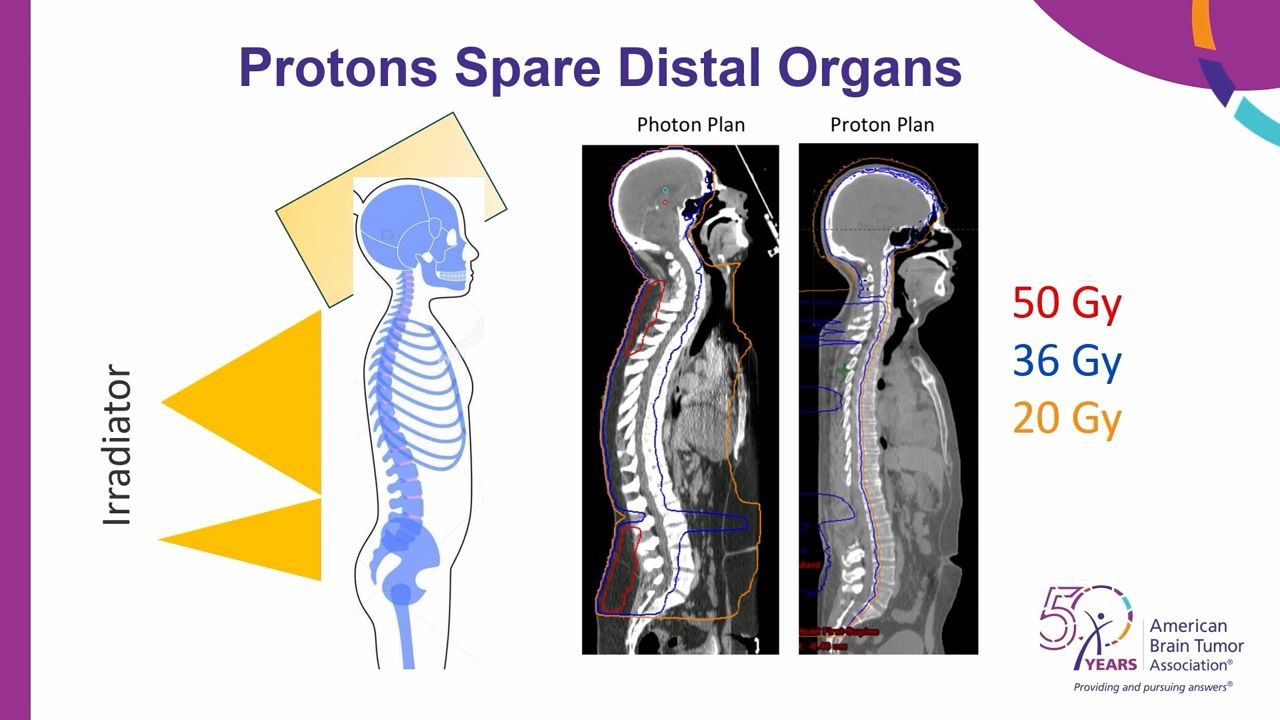 Protons Spare Distal Organs
Photon Plan
Proton Plan
Irradiator
50 Gy
36 Gy
20 Gy
50
YEARS
American
Brain Tumor
Association®
Providing and pursuing answers®